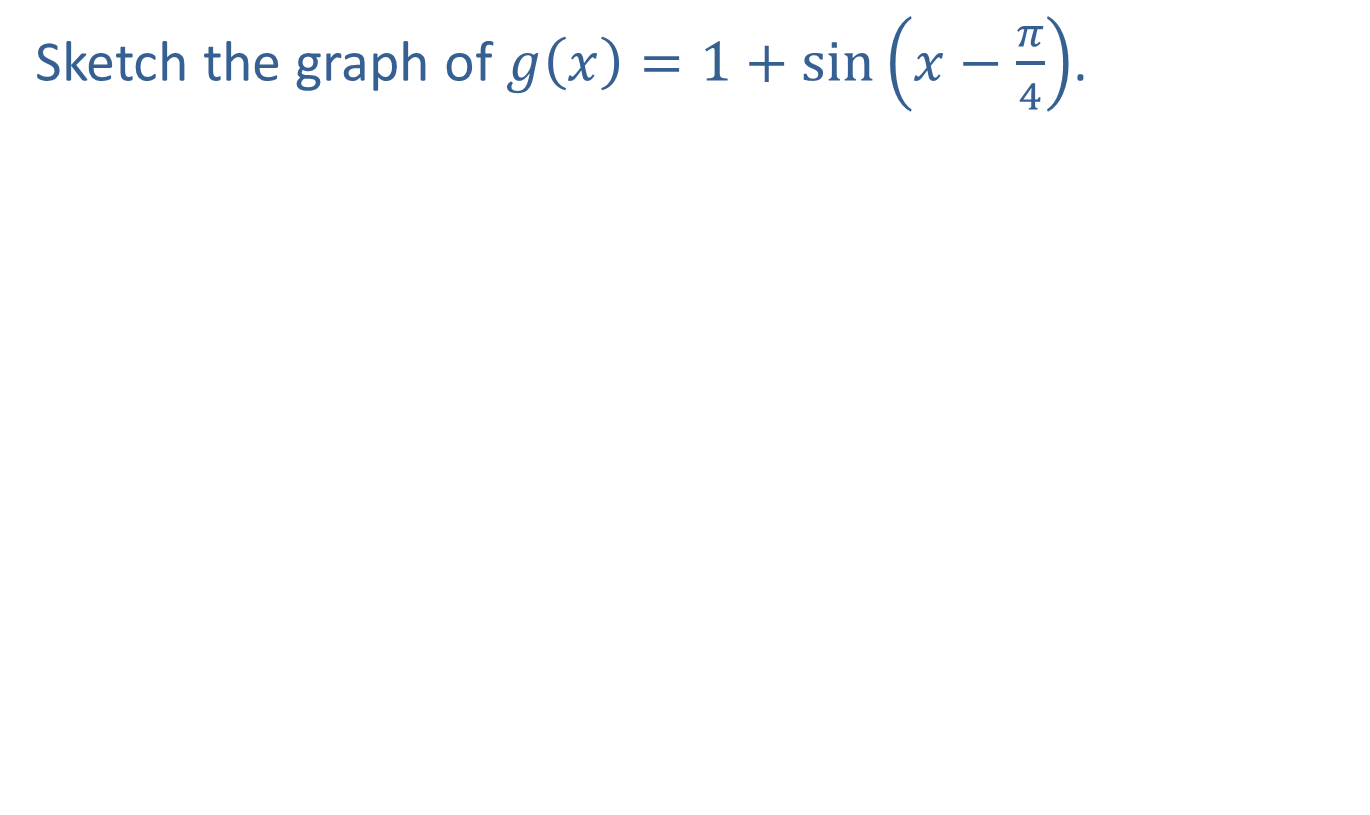 Sketch the graph of g(x) = 1 + sin (x − π/4).